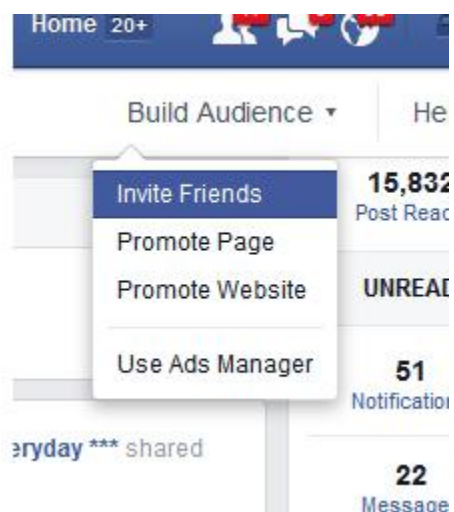 Home 20+
Build Audience
He
Invite Friends
Promote Page
Promote Website
Use Ads Manager
15,832
Post Reac
UNREAD
51
Notification
22
Message
eryday *** shared